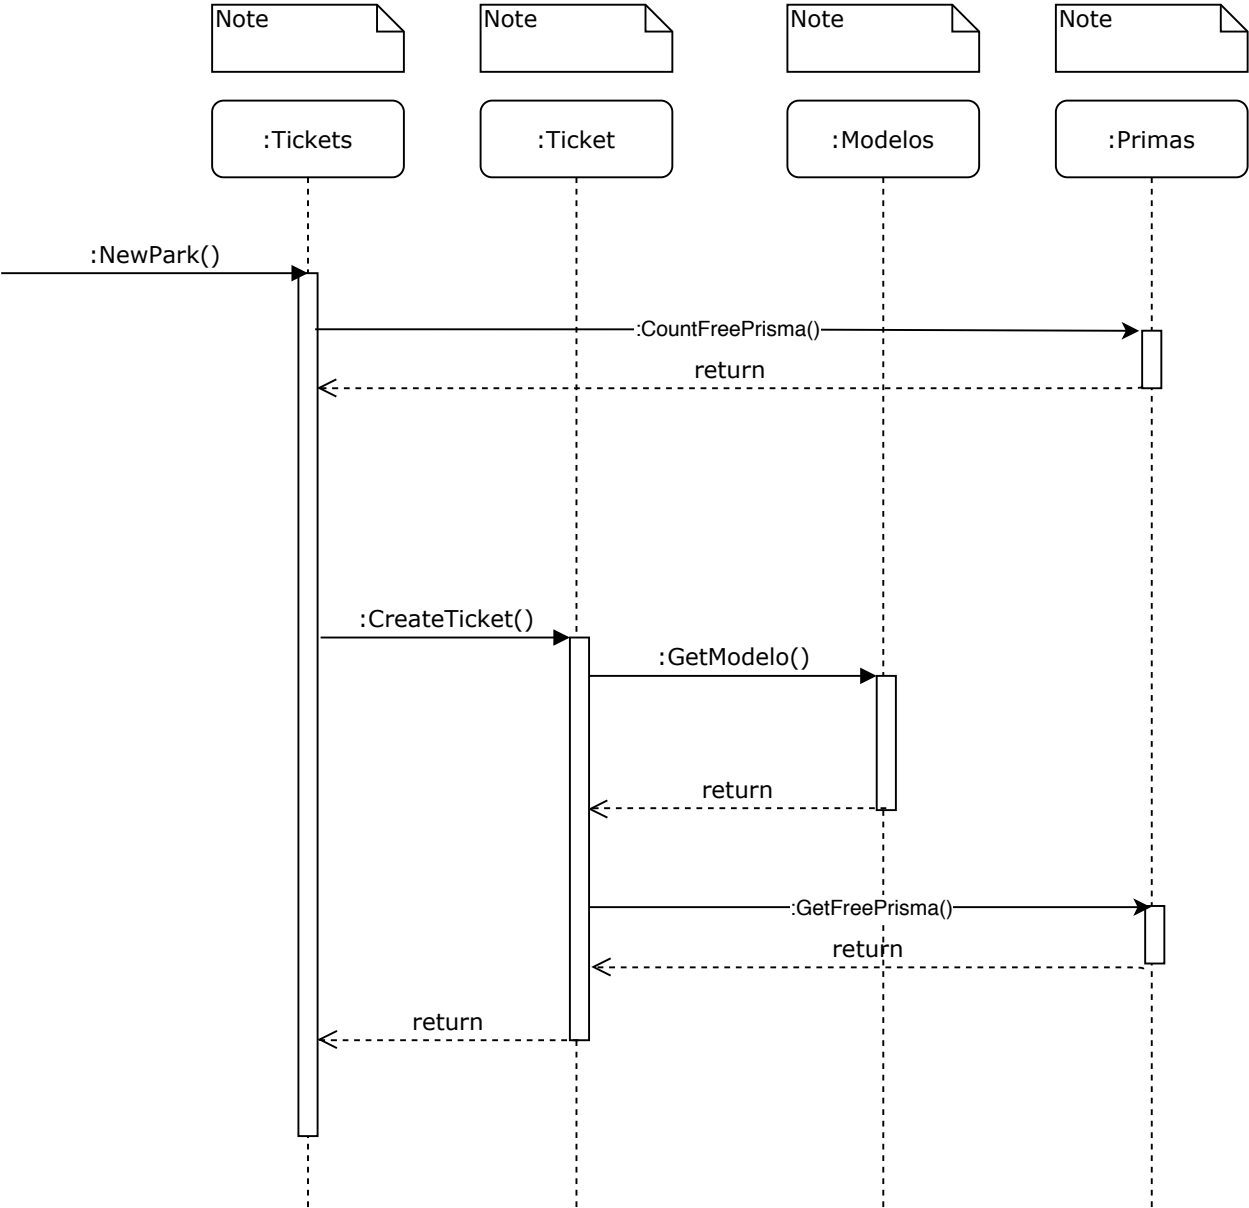 Note
Note
Note
Note
:Tickets
:Ticket
:Modelos
:Primas
:NewPark()
:CountFreePrisma()
return
:CreateTicket()
:GetModelo()
return
:GetFreePrisma()
return
return